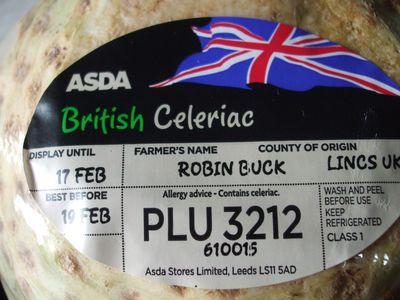 ASDA
British Celeriac
DISPLAY UNTIL
17 FEB
FARMER'S NAME
ROBIN BUCK
COUNTY OF ORIGIN
LINCS UK
BEST BEFORE
19 FEB
Allergy advice - Contains celeriac.
PLU 3212
610015
WASH AND PEEL
BEFORE USE
KEEP
REFRIGERATED
CLASS 1
Asda Stores Limited, Leeds LS11 5AD